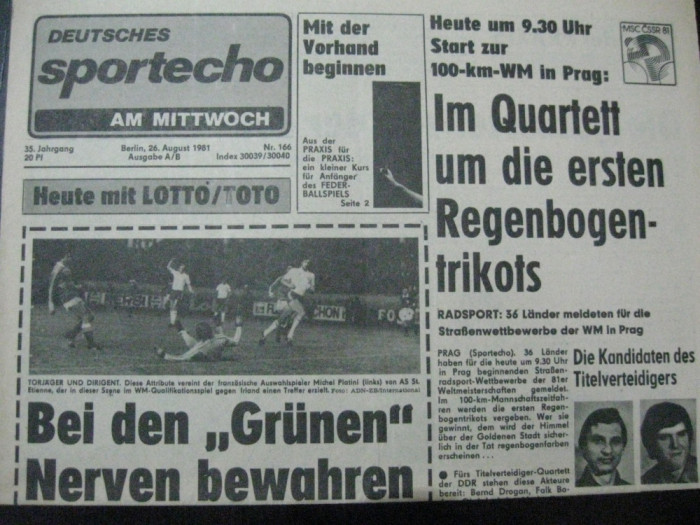 DEUTSCHES
sportecho
AM MITTWOCH
35. Jahrgang
20 Pf
Berlin, 26. August 1981
Ausgabe A/B
Nr. 166
Index 30039/30040
Heute mit LOTTO/TOTO
Mit der
Vorhand
beginnen
Aus der
PRAXIS für
die PRAXIS:
ein kleiner Kurs
für Anfänger
des FEDER-
BALLSPIELS
Seite 2
Heute um 9.30 Uhr
Start zur
100-km-WM in Prag:
MSC ČSSR 81
Im Quartett
um die ersten
Regenbogen-
trikots
RADSPORT: 36 Länder meldeten für die
Straßenwettbewerbe der WM in Prag
TORJÄGER UND DIRIGENT. Diese Attribute vereint der französische Auswahlspieler Michel Platini (links) von AS St.
Etienne, der in dieser Szene im WM-Qualifikationsspiel gegen Irland einen Treffer erzielt. Foto: ADN-ZB/International
Bei den „Grünen“
Nerven bewahren
PRAG (Sportecho). 36 Länder
haben für die heute um 9.30 Uhr
in Prag beginnenden Straßen-
radsport-Wettbewerbe der 81er
Weltmeisterschaften gemeldet.
Im 100-km-Mannschaftszeitfah-
ren werden die ersten Regen-
bogentrikots vergeben. Wer sie
gewinnt, dem wird der Himmel
über der Goldenen Stadt sicher-
lich in der Tat regenbogenfarben
erscheinen ...
● Fürs Titelverteidiger-Quartett
der DDR stehen diese Akteure
bereit: Bernd Drogan, Falk Bo-
Die Kandidaten des
Titelverteidigers